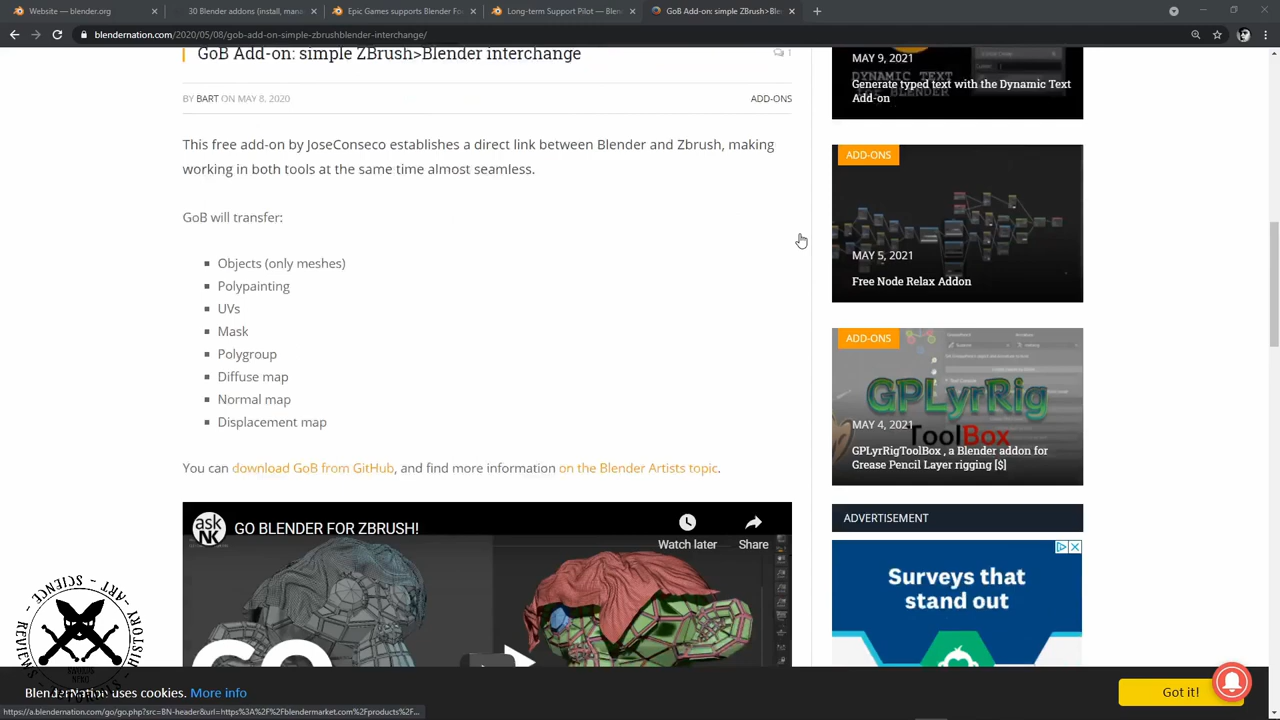 Website — blender.org
30 Blender addons (install, mana
Epic Games supports Blender Fo
Long-term Support Pilot — Blen
GoB Add-on: simple ZBrush>Ble
blendernation.com/2020/05/08/gob-add-on-simple-zbrushblender-interchange/
GoB Add-on: simple ZBrush>Blender interchange
1
BY BART ON MAY 8, 2020
ADD-ONS
This free add-on by JoseConseco establishes a direct link between Blender and Zbrush, making
working in both tools at the same time almost seamless.
GoB will transfer:
Objects (only meshes)
Polypainting
UVs
Mask
Polygroup
Diffuse map
Normal map
Displacement map
You can download GoB from GitHub, and find more information on the Blender Artists topic.
ask NK
GO BLENDER FOR ZBRUSH!
Watch later
Share
GO
MAY 9, 2021
DYNAMIC TEXT
FOR BLENDER
Generate typed text with the Dynamic Text
Add-on
ADD-ONS
MAY 5, 2021
Free Node Relax Addon
ADD-ONS
GPLyrRig
ToolBox
MAY 4, 2021
GPLyrRigToolBox , a Blender addon for
Grease Pencil Layer rigging [$]
ADVERTISEMENT
Surveys that
stand out
uses cookies. More info
Got it!
https://a.blendernation.com/go/go.php?src=BN-header&url=https%3A%2F%2Fblendermarket.com%2Fproducts%2F...